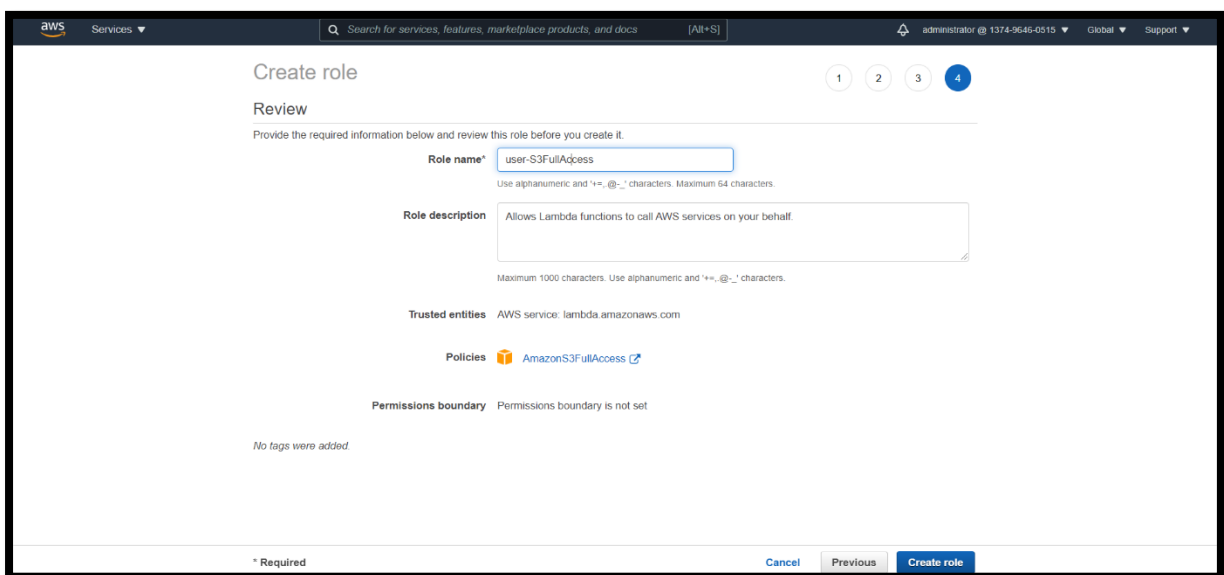 aws Services ▼ Search for services, features, marketplace products, and docs [Alt+S] administrator @ 1374-9646-0515 ▼ Global ▼ Support ▼
Create role 1 2 3 4
Review
Provide the required information below and review this role before you create it.
Role name* user-S3FullAccess
Use alphanumeric and '+=,.@-_' characters. Maximum 64 characters.
Role description Allows Lambda functions to call AWS services on your behalf.
Maximum 1000 characters. Use alphanumeric and '+=,.@-_' characters.
Trusted entities AWS service: lambda.amazonaws.com
Policies AmazonS3FullAccess
Permissions boundary Permissions boundary is not set
No tags were added.
* Required Cancel Previous Create role